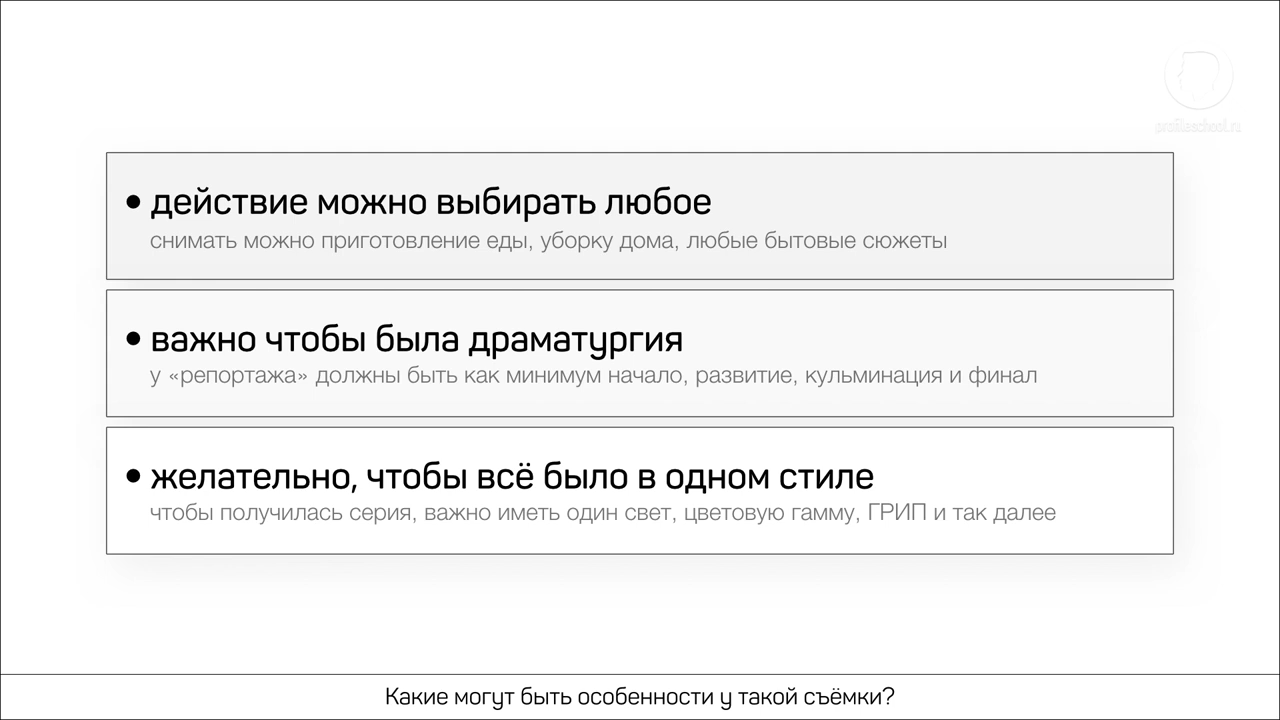 profileschool.ru
• действие можно выбирать любое
снимать можно приготовление еды, уборку дома, любые бытовые сюжеты
• важно чтобы была драматургия
у «репортажа» должны быть как минимум начало, развитие, кульминация и финал
• желательно, чтобы всё было в одном стиле
чтобы получилась серия, важно иметь один свет, цветовую гамму, ГРИП и так далее
Какие могут быть особенности у такой съёмки?